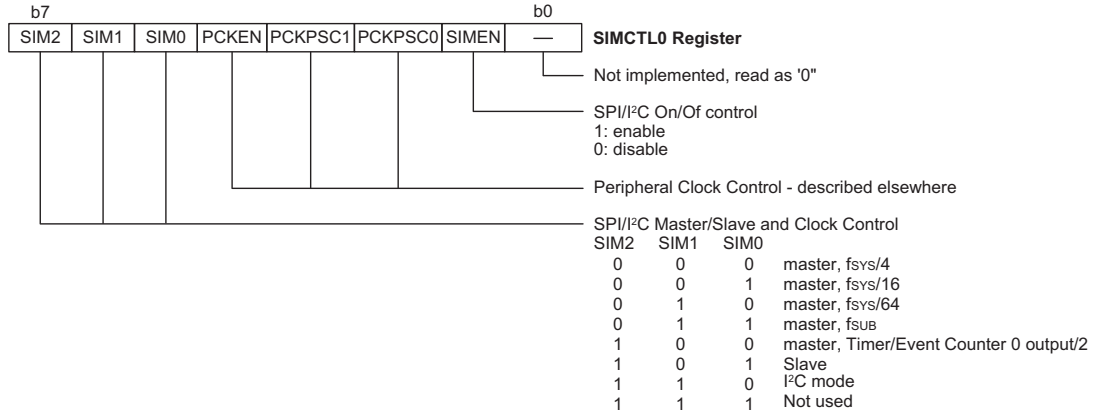 b7 b0
SIM2 SIM1 SIM0 PCKEN PCKPSC1 PCKPSC0 SIMEN — SIMCTL0 Register
Not implemented, read as '0"
SPI/I²C On/Of control
1: enable
0: disable
Peripheral Clock Control - described elsewhere
SPI/I²C Master/Slave and Clock Control
SIM2 SIM1 SIM0
0 0 0 master, fSYS/4
0 0 1 master, fSYS/16
0 1 0 master, fSYS/64
0 1 1 master, fSUB
1 0 0 master, Timer/Event Counter 0 output/2
1 0 1 Slave
1 1 0 I²C mode
1 1 1 Not used